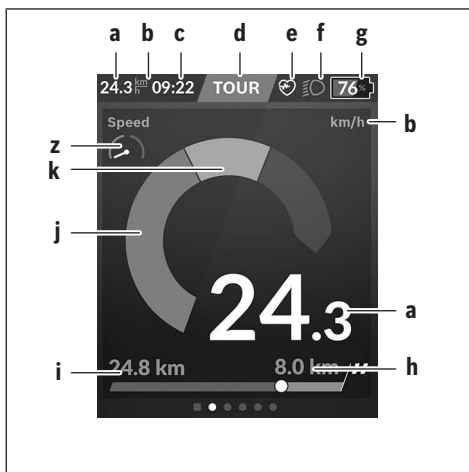 a b c d e f g
24.3 km/h 09:22 TOUR 76%
Speed km/h b
z
k
j
24.3 a
i 24.8 km 8.0 km h